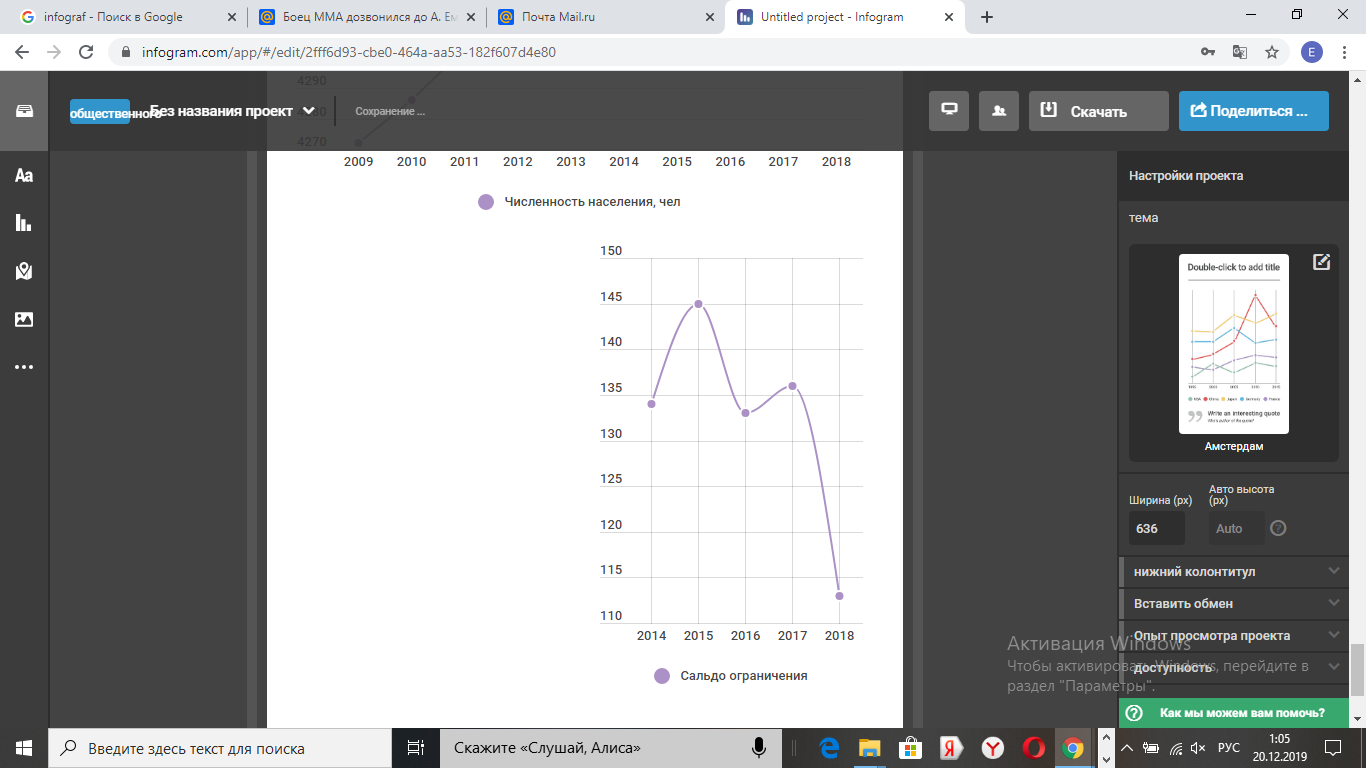 infograf - Поиск в Google
Боец ММА дозвонился до А. Ем
Почта Mail.ru
Untitled project - Infogram
infogram.com/app/#/edit/2fff6d93-cbe0-464a-aa53-182f607d4e80
E
4290
общественного
Без названия проект
Сохранение ...
Скачать
Поделиться ...
4270
2009 2010 2011 2012 2013 2014 2015 2016 2017 2018
Численность населения, чел
150
145
140
135
130
125
120
115
110
2014 2015 2016 2017 2018
Сальдо ограничения
Aa
Настройки проекта
тема
Double-click to add title
Write an interesting quote
Амстердам
Ширина (px)
Авто высота (px)
636
Auto
?
нижний колонтитул
Вставить обмен
Опыт просмотра проекта
доступность
Активация Windows
Чтобы активировать Windows, перейдите в
раздел "Параметры".
Как мы можем вам помочь?
Введите здесь текст для поиска
Скажите «Слушай, Алиса»
РУС
1:05
20.12.2019